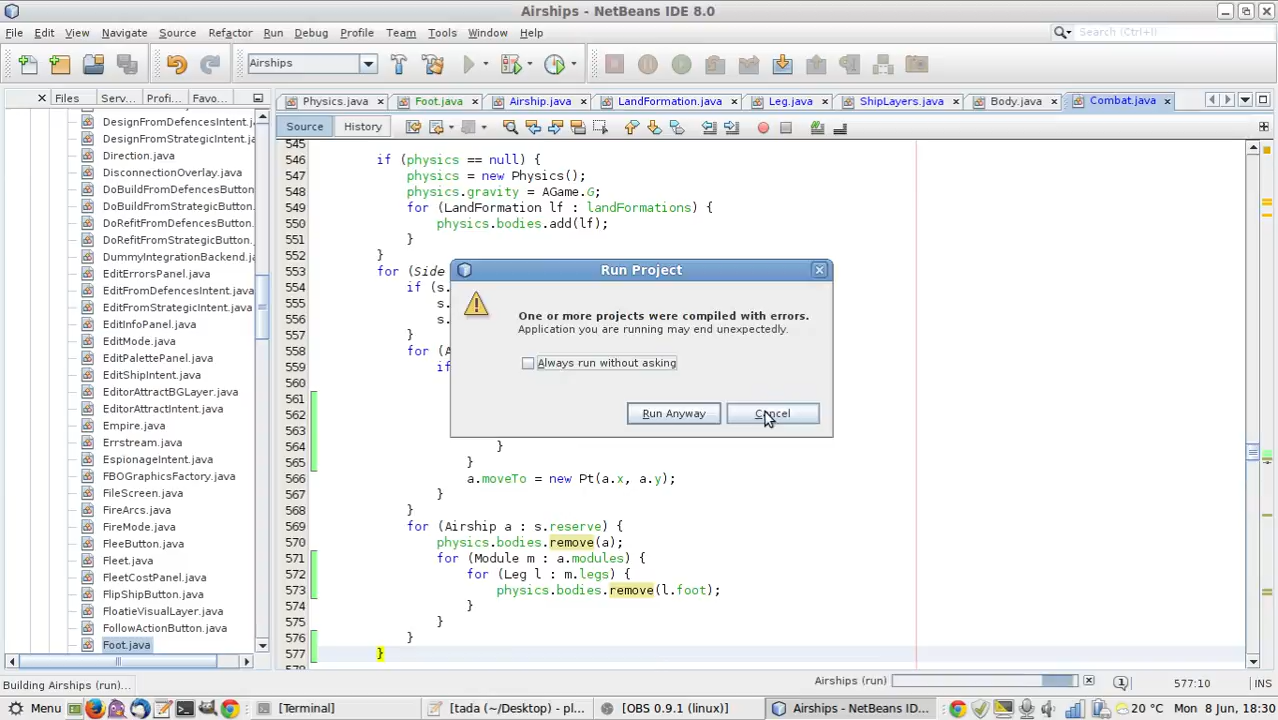 Airships - NetBeans IDE 8.0
File Edit View Navigate Source Refactor Run Debug Profile Team Tools Window Help
Search (Ctrl+I)
Airships
Files Serv... Profi... Favo...
Physics.java Foot.java Airship.java LandFormation.java Leg.java ShipLayers.java Body.java Combat.java
Source History
DesignFromDefencesIntent.ja
DesignFromStrategicIntent.j
Direction.java
DisconnectionOverlay.java
DoBuildFromDefencesButton
DoBuildFromStrategicButton
DoRefitFromDefencesButton.
DoRefitFromStrategicButton.
DummyIntegrationBackend.j
EditErrorsPanel.java
EditFromDefencesIntent.java
EditFromStrategicIntent.java
EditInfoPanel.java
EditMode.java
EditPalettePanel.java
EditShipIntent.java
EditorAttractBGLayer.java
EditorAttractIntent.java
Empire.java
Errstream.java
EspionageIntent.java
FBOGraphicsFactory.java
FileScreen.java
FireArcs.java
FireMode.java
FleeButton.java
Fleet.java
FleetCostPanel.java
FlipShipButton.java
FloatieVisualLayer.java
FollowActionButton.java
Foot.java
545
546 if (physics == null) {
547 physics = new Physics();
548 physics.gravity = AGame.G;
549 for (LandFormation lf : landFormations) {
550 physics.bodies.add(lf);
551 }
552 }
553 for (Side
554 if (s.
555 s.
556 s.
557 }
558 for (A
559 if
560
561
562
563
564 }
565 }
566 a.moveTo = new Pt(a.x, a.y);
567 }
568 }
569 for (Airship a : s.reserve) {
570 physics.bodies.remove(a);
571 for (Module m : a.modules) {
572 for (Leg l : m.legs) {
573 physics.bodies.remove(l.foot);
574 }
575 }
576 }
577 }
Run Project
One or more projects were compiled with errors.
Application you are running may end unexpectedly.
Always run without asking
Run Anyway Cancel
Building Airships (run)... Airships (run) 577:10 INS
Menu [Terminal] tada (~/Desktop) - pl... [OBS 0.9.1 (linux)] Airships - NetBeans ID... 20 °C Mon 8 Jun, 18:30